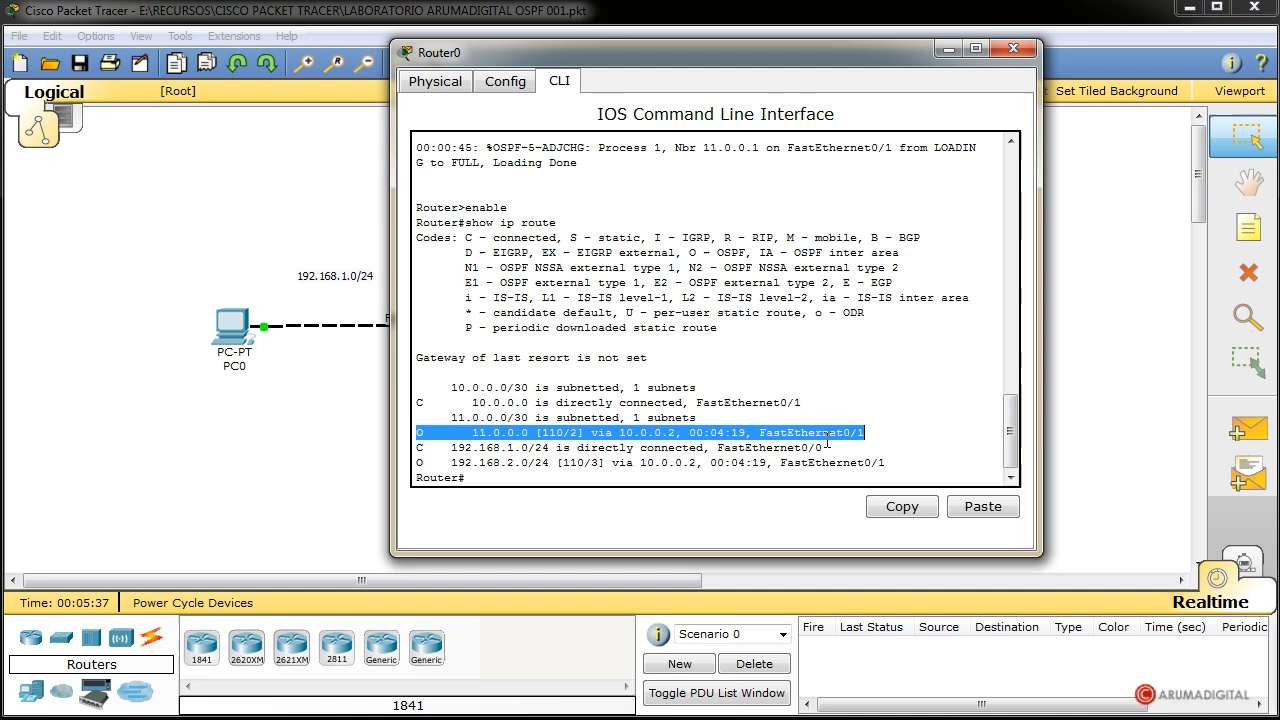 Cisco Packet Tracer - E:\RECURSOS\CISCO PACKET TRACER\LABORATORIO ARUMADIGITAL OSPF 001.pkt
File Edit Options View Tools Extensions Help
Logical
[Root]
Set Tiled Background
Viewport
192.168.1.0/24
PC-PT
PC0
Router0
Physical
Config
CLI
IOS Command Line Interface
00:00:45: %OSPF-5-ADJCHG: Process 1, Nbr 11.0.0.1 on FastEthernet0/1 from LOADIN
G to FULL, Loading Done
Router>enable
Router#show ip route
Codes: C - connected, S - static, I - IGRP, R - RIP, M - mobile, B - BGP
D - EIGRP, EX - EIGRP external, O - OSPF, IA - OSPF inter area
N1 - OSPF NSSA external type 1, N2 - OSPF NSSA external type 2
E1 - OSPF external type 1, E2 - OSPF external type 2, E - EGP
i - IS-IS, L1 - IS-IS level-1, L2 - IS-IS level-2, ia - IS-IS inter area
* - candidate default, U - per-user static route, o - ODR
P - periodic downloaded static route
Gateway of last resort is not set
10.0.0.0/30 is subnetted, 1 subnets
C 10.0.0.0 is directly connected, FastEthernet0/1
11.0.0.0/30 is subnetted, 1 subnets
O 11.0.0.0 [110/2] via 10.0.0.2, 00:04:19, FastEthernet0/1
C 192.168.1.0/24 is directly connected, FastEthernet0/0
O 192.168.2.0/24 [110/3] via 10.0.0.2, 00:04:19, FastEthernet0/1
Router#
Copy
Paste
Time: 00:05:37
Power Cycle Devices
Realtime
Routers
1841
2620XM
2621XM
2811
Generic
Generic
1841
Scenario 0
New
Delete
Toggle PDU List Window
Fire Last Status Source Destination Type Color Time (sec) Periodic
ARUMADIGITAL